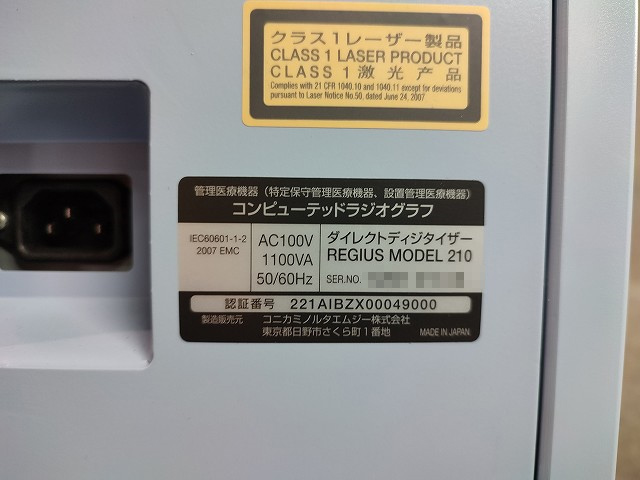 クラス1レーザー製品
CLASS 1 LASER PRODUCT
CLASS 1 激光产品
Complies with 21 CFR 1040.10 and 1040.11 except for deviations
pursuant to Laser Notice No.50, dated June 24, 2007
管理医療機器（特定保守管理医療機器、設置管理医療機器）
コンピューテッドラジオグラフ
IEC60601-1-2
2007 EMC
AC100V
1100VA
50/60Hz
ダイレクトディジタイザー
REGIUS MODEL 210
SER.NO.
認証番号 221AIBZX00049000
製造販売元 コニカミノルタエムジー株式会社
東京都日野市さくら町1番地 MADE IN JAPAN.